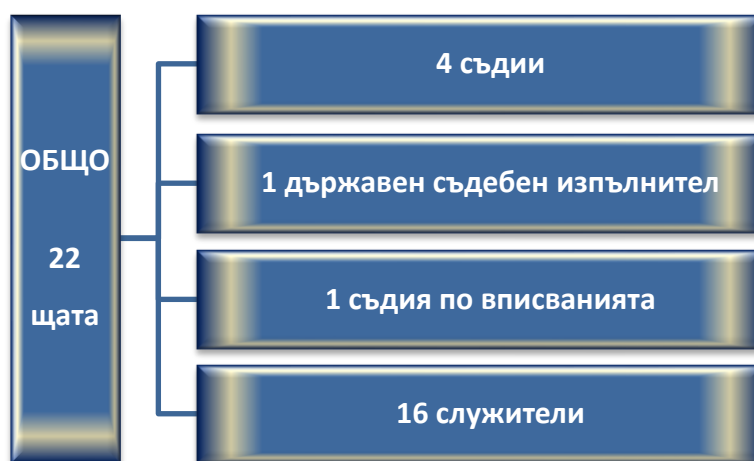 ОБЩО
22
щата
4 съдии
1 държавен съдебен изпълнител
1 съдия по вписванията
16 служители